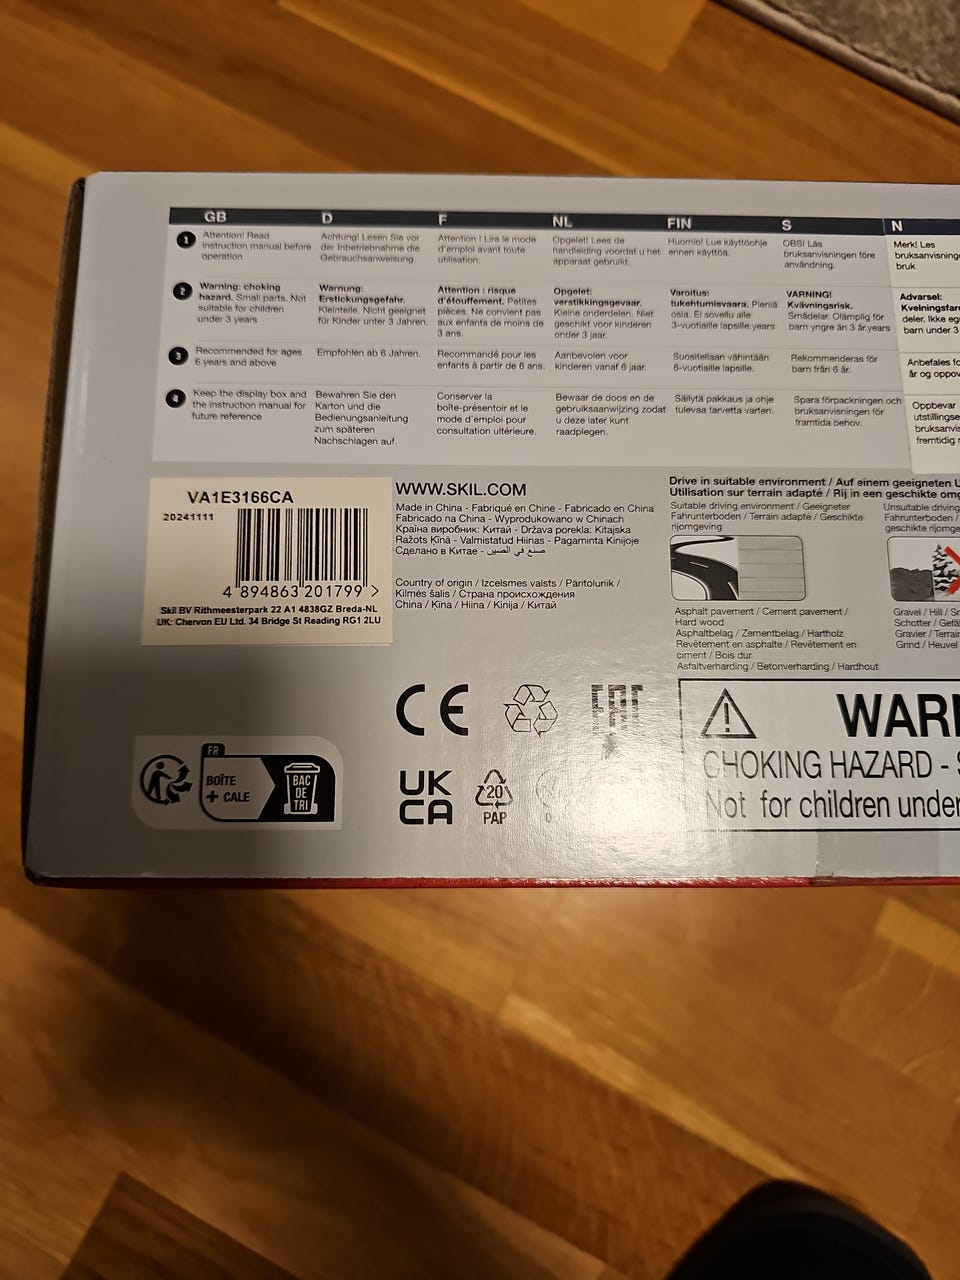 GB
Attention! Read
instruction manual before
operation
Warning: choking
hazard. Small parts. Not
suitable for children
under 3 years
Recommended for ages
6 years and above
Keep the display box and
the instruction manual for
future reference
D
Achtung! Lesen Sie vor
der Inbetriebnahme die
Gebrauchsanweisung.
Warnung:
Erstickungsgefahr.
Kleinteile. Nicht geeignet
für Kinder unter 3 Jahren.
Empfohlen ab 6 Jahren.
Bewahren Sie den
Karton und die
Bedienungsanleitung
zum späteren
Nachschlagen auf.
F
Attention ! Lire le mode
d'emploi avant toute
utilisation.
Attention : risque
d'étouffement. Petites
pièces. Ne convient pas
aux enfants de moins de
3 ans.
Recommandé pour les
enfants à partir de 6 ans.
Conserver la
boîte-présentoir et le
mode d'emploi pour
consultation ultérieure.
NL
Opgelet! Lees de
handleiding voordat u het
apparaat gebruikt.
Opgelet:
verstikkingsgevaar.
Kleine onderdelen. Niet
geschikt voor kinderen
onder 3 jaar.
Aanbevolen voor
kinderen vanaf 6 jaar.
Bewaar de doos en de
gebruiksaanwijzing zodat
u deze later kunt
raadplegen.
FIN
Huomio! Lue käyttöohje
ennen käyttöä.
Varoitus:
tukehtumisvaara. Pieniä
osia. Ei sovellu alle
3-vuotiaille lapsille.years
Suositellaan vähintään
6-vuotiaille lapsille.
Säilytä pakkaus ja ohje
tulevaa tarvetta varten.
S
OBS! Läs
bruksanvisningen före
användning.
VARNING!
Kvävningsrisk.
Smådelar. Olämplig för
barn yngre än 3 år.years
Rekommenderas för
barn från 6 år.
Spara förpackningen och
bruksanvisningen för
framtida behov.
N
Merk! Les
bruksanvisning
bruk
Advarsel:
Kvelningsfar
deler. Ikke eg
barn under 3
Anbefales fo
år og oppov
Oppbevar
utstillingse
bruksanvis
fremtidig r
1
2
3
4
VA1E3166CA
20241111
4 894863 201799 >
Skil BV Rithmeesterpark 22 A1 4838GZ Breda-NL
UK: Chervon EU Ltd. 34 Bridge St Reading RG1 2LU
WWW.SKIL.COM
Made in China - Fabriqué en Chine - Fabricado en China
Fabricado na China - Wyprodukowano w Chinach
Країна виробник: Китай - Država porekla: Kitajska
Ražots Ķīnā - Valmistatud Hiinas - Pagaminta Kinijoje
Сделано в Китае - صنع في الصين
Country of origin / Izcelsmes valsts / Päritoluriik /
Kilmės šalis / Страна происхождения
China / Ķīna / Hiina / Kinija / Китай
Drive in suitable environment / Auf einem geeigneten U
Utilisation sur terrain adapté / Rij in een geschikte omg
Suitable driving environment / Geeigneter
Fahrunterboden / Terrain adapté / Geschikte
rijomgeving
Asphalt pavement / Cement pavement /
Hard wood
Asphaltbelag / Zementbelag / Hartholz
Revêtement en asphalte / Revêtement en
ciment / Bois dur
Asfaltverharding / Betonverharding / Hardhout
Unsuitable driving
Fahrunterboden /
geschikte rijomge
Gravel / Hill / Sn
Schotter / Gefä
Gravier / Terrain
Grind / Heuvel
CE
EAC
UK
CA
20
PAP
FR
BOÎTE
+ CALE
BAC
DE
TRI
WARN
CHOKING HAZARD - S
Not for children under